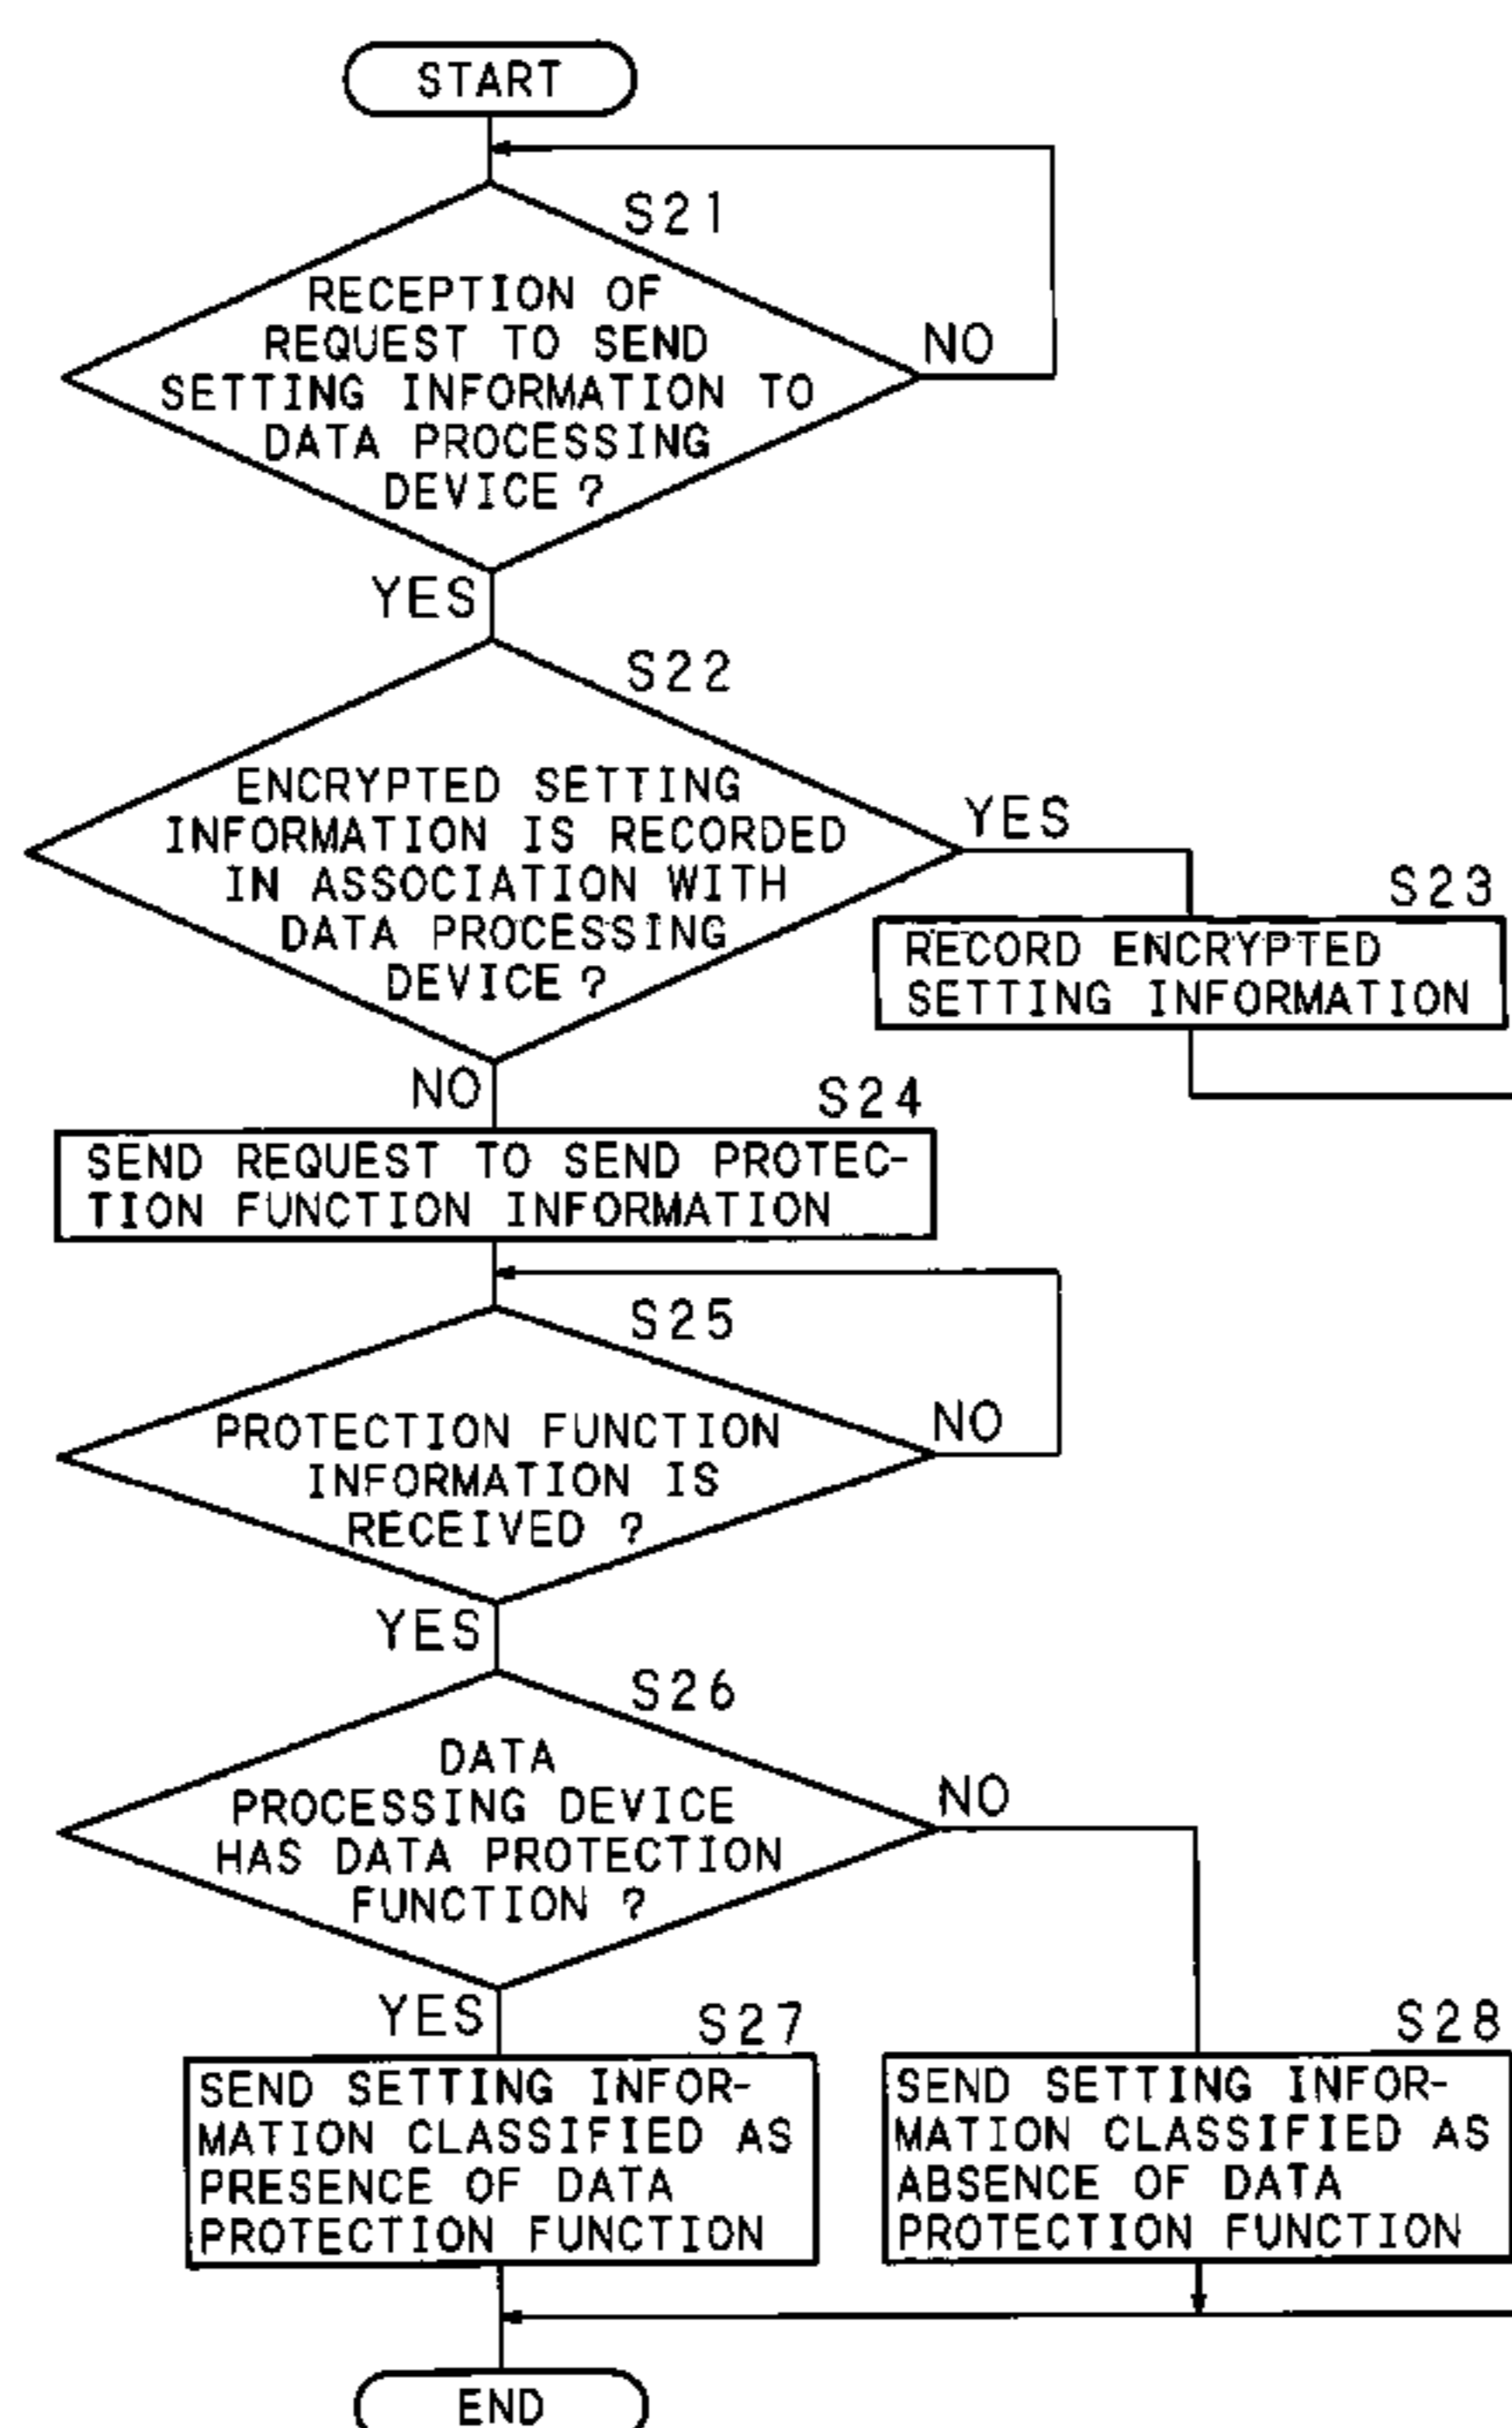 START
S21
RECEPTION OF
REQUEST TO SEND
SETTING INFORMATION TO
DATA PROCESSING
DEVICE ?
NO
YES
S22
ENCRYPTED SETTING
INFORMATION IS RECORDED
IN ASSOCIATION WITH
DATA PROCESSING
DEVICE ?
YES
S23
RECORD ENCRYPTED
SETTING INFORMATION
NO
S24
SEND REQUEST TO SEND PROTEC-
TION FUNCTION INFORMATION
S25
PROTECTION FUNCTION
INFORMATION IS
RECEIVED ?
NO
YES
S26
DATA
PROCESSING DEVICE
HAS DATA PROTECTION
FUNCTION ?
NO
YES
S27
SEND SETTING INFOR-
MATION CLASSIFIED AS
PRESENCE OF DATA
PROTECTION FUNCTION
S28
SEND SETTING INFOR-
MATION CLASSIFIED AS
ABSENCE OF DATA
PROTECTION FUNCTION
END